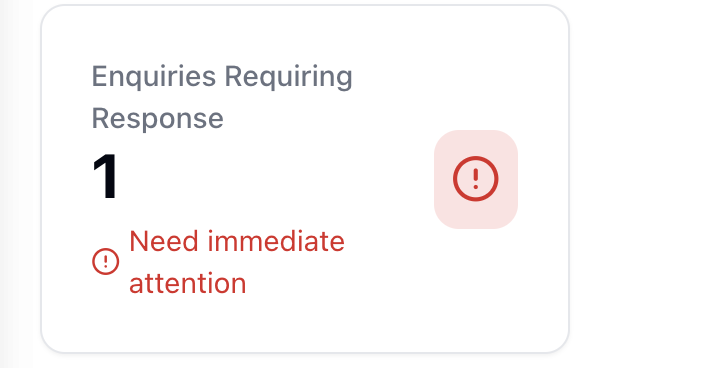 Enquiries Requiring
Response
1
Need immediate
attention